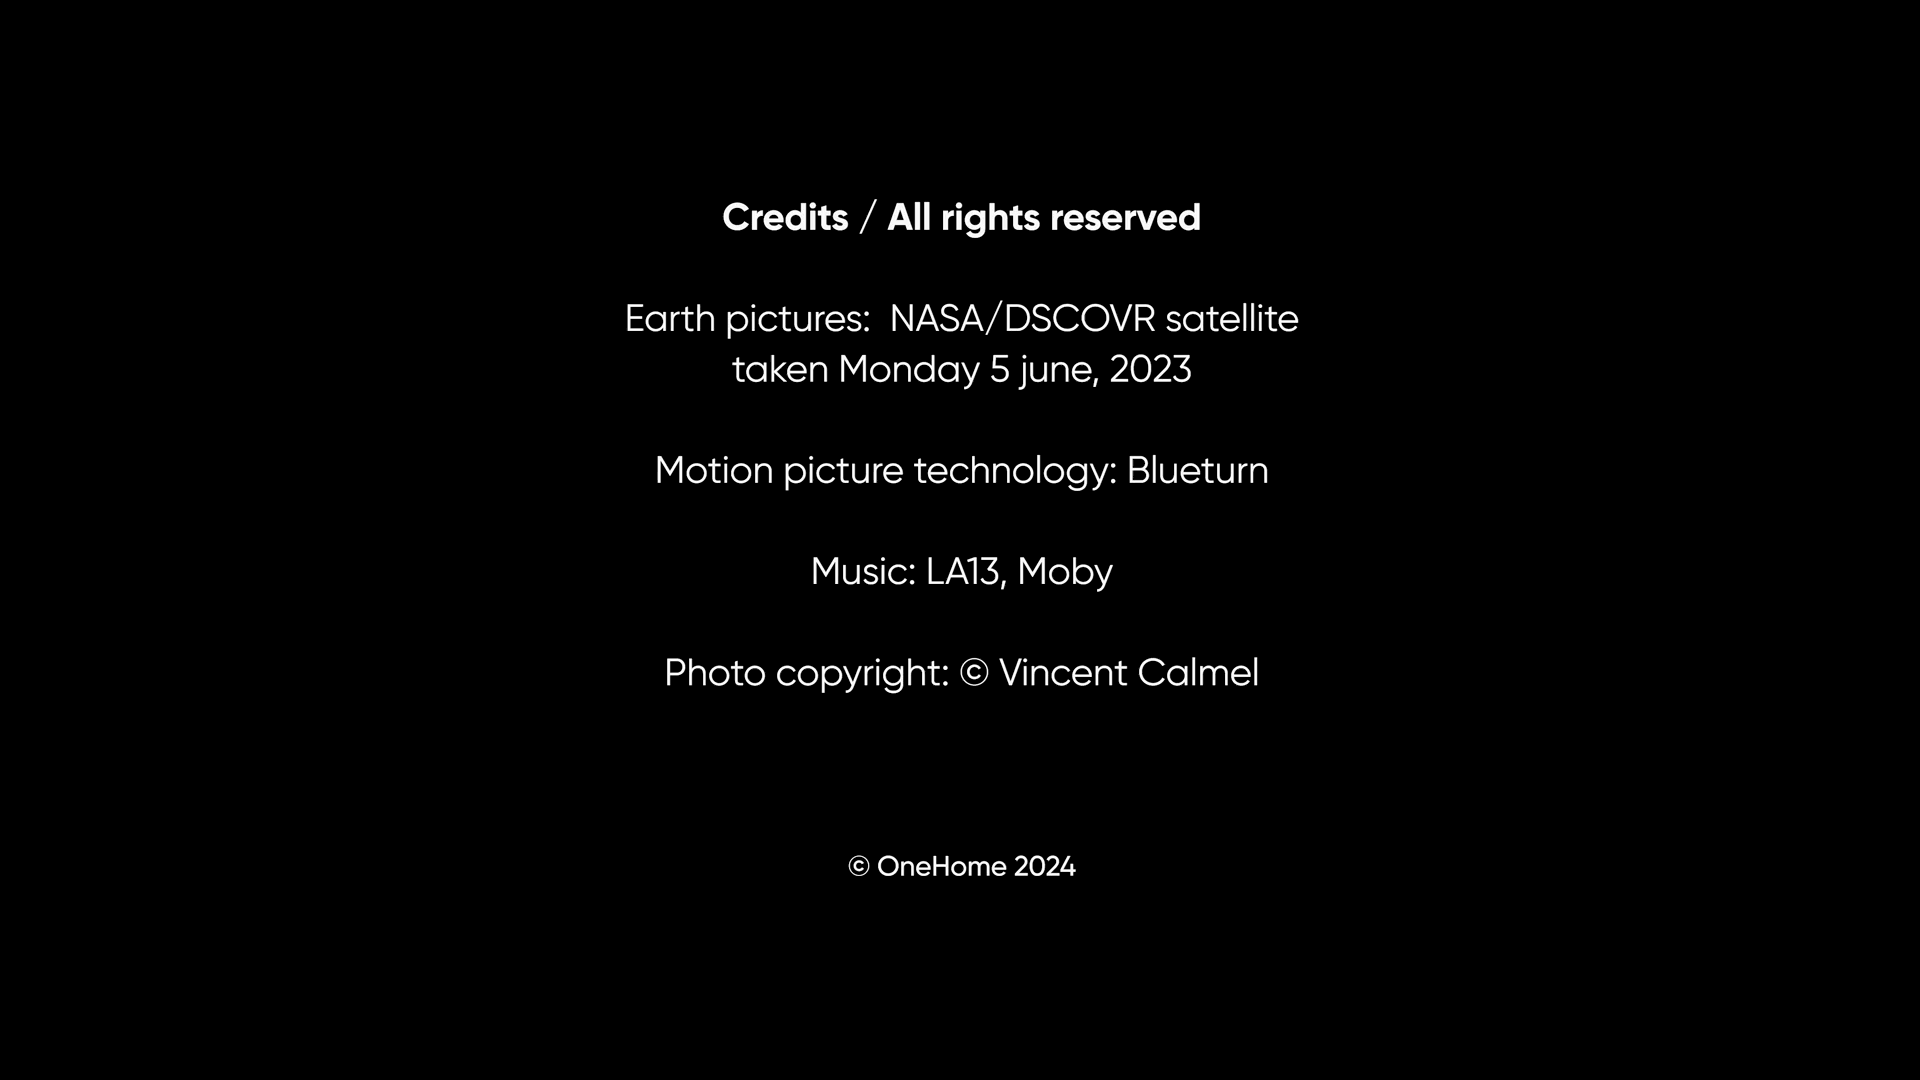 Credits / All rights reserved
Earth pictures:  NASA/DSCOVR satellite
taken Monday 5 june, 2023
Motion picture technology: Blueturn
Music: LA13, Moby
Photo copyright: © Vincent Calmel
© OneHome 2024